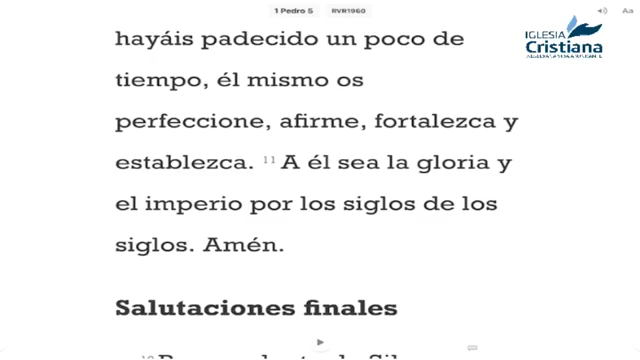 1 Pedro 5 RVR1960 Aa
IGLESIA
Cristiana
hayáis padecido un poco de
tiempo, él mismo os
perfeccione, afirme, fortalezca y
establezca. 11 A él sea la gloria y
el imperio por los siglos de los
siglos. Amén.
Salutaciones finales